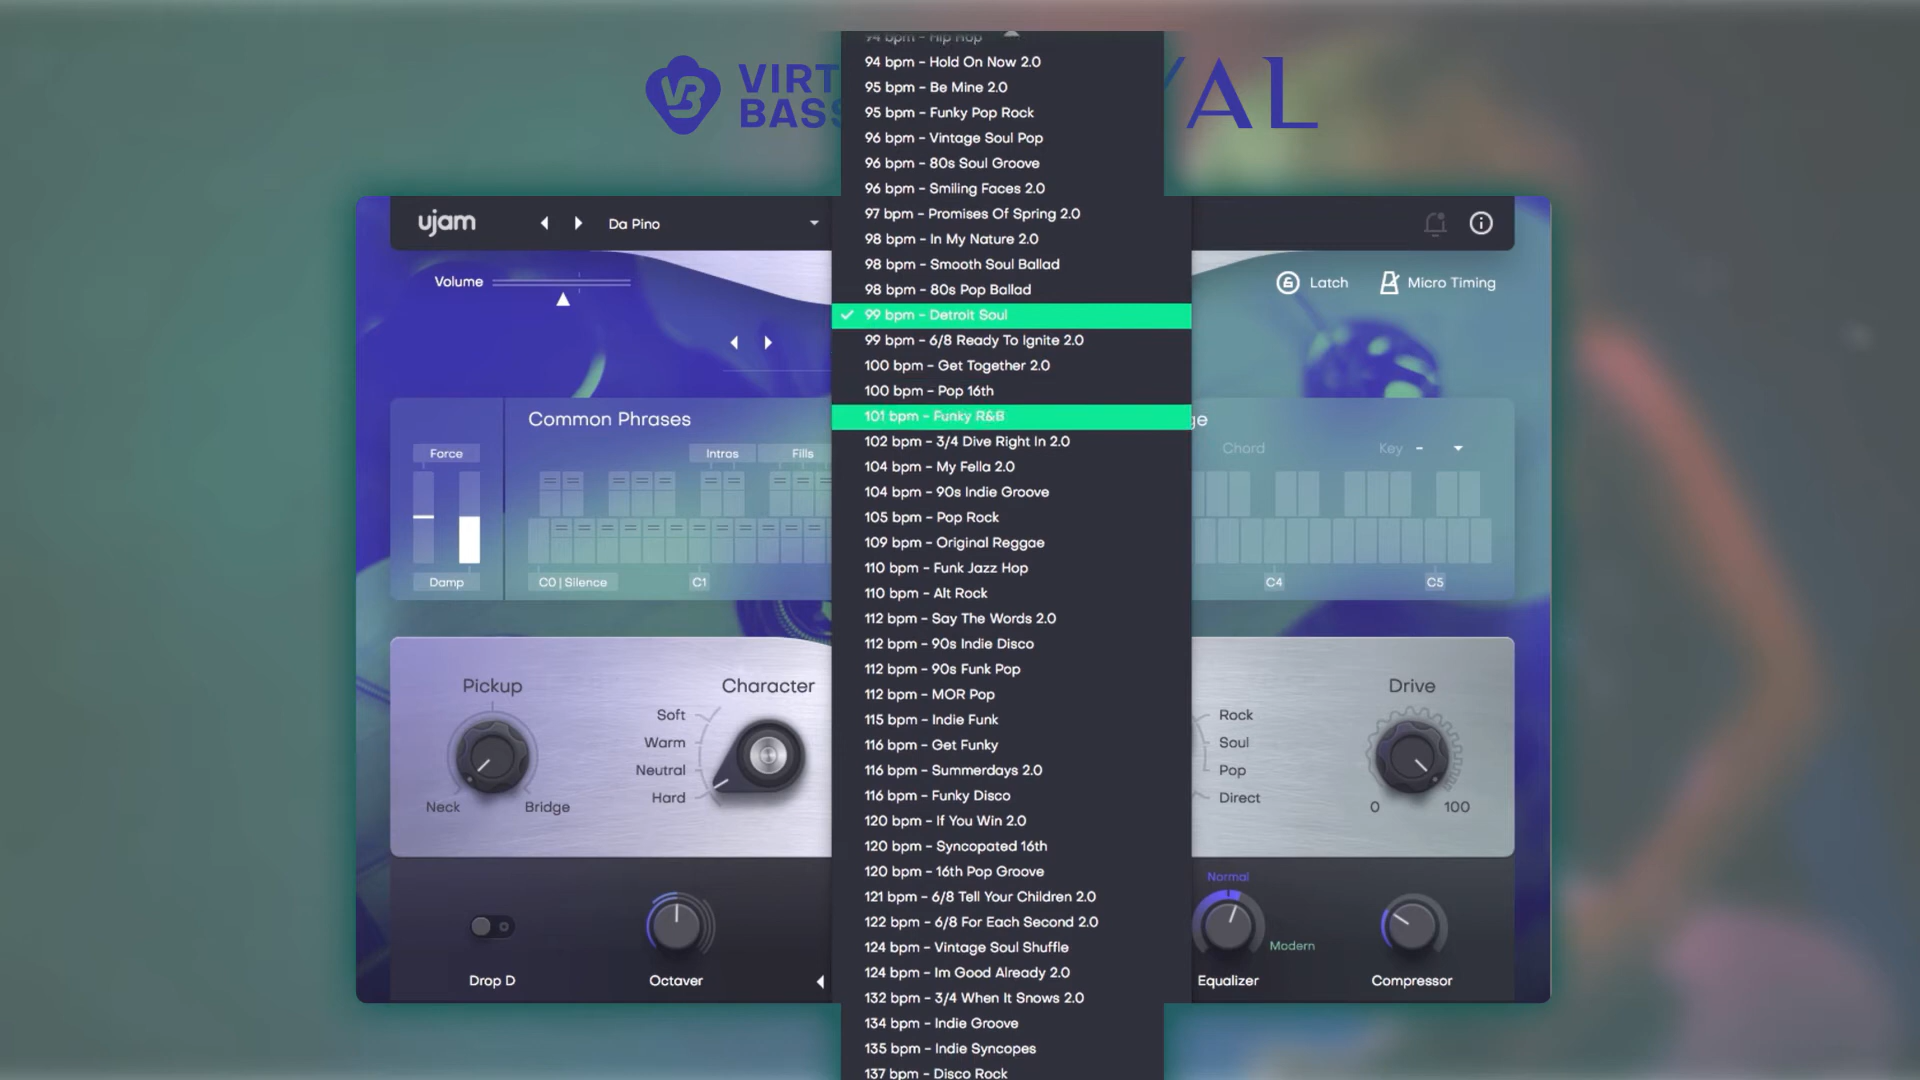 94 bpm - Hip Hop
94 bpm - Hold On Now 2.0
95 bpm - Be Mine 2.0
95 bpm - Funky Pop Rock
96 bpm - Vintage Soul Pop
96 bpm - 80s Soul Groove
96 bpm - Smiling Faces 2.0
97 bpm - Promises Of Spring 2.0
98 bpm - In My Nature 2.0
98 bpm - Smooth Soul Ballad
98 bpm - 80s Pop Ballad
99 bpm - Detroit Soul
99 bpm - 6/8 Ready To Ignite 2.0
100 bpm - Get Together 2.0
100 bpm - Pop 16th
101 bpm - Funky R&B
102 bpm - 3/4 Dive Right In 2.0
104 bpm - My Fella 2.0
104 bpm - 90s Indie Groove
105 bpm - Pop Rock
109 bpm - Original Reggae
110 bpm - Funk Jazz Hop
110 bpm - Alt Rock
112 bpm - Say The Words 2.0
112 bpm - 90s Indie Disco
112 bpm - 90s Funk Pop
112 bpm - MOR Pop
115 bpm - Indie Funk
116 bpm - Get Funky
116 bpm - Summerdays 2.0
116 bpm - Funky Disco
120 bpm - If You Win 2.0
120 bpm - Syncopated 16th
120 bpm - 16th Pop Groove
121 bpm - 6/8 Tell Your Children 2.0
122 bpm - 6/8 For Each Second 2.0
124 bpm - Vintage Soul Shuffle
124 bpm - Im Good Already 2.0
132 bpm - 3/4 When It Snows 2.0
134 bpm - Indie Groove
135 bpm - Indie Syncopes
137 bpm - Disco Rock
VB
VIRT
BASS
YAL
ujam
Da Pino
Volume
Latch
Micro Timing
Common Phrases
ge
Force
Intros
Fills
Chord
Key -
Damp
C0 | Silence
C1
C4
C5
Pickup
Neck
Bridge
Character
Soft
Warm
Neutral
Hard
Rock
Soul
Pop
Direct
Drive
0
100
Drop D
Octaver
Normal
Modern
Equalizer
Compressor